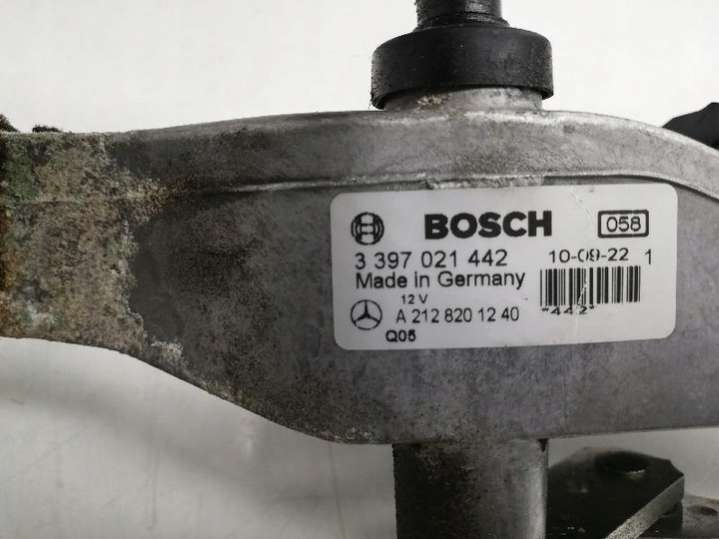 BOSCH 058
3 397 021 442 10-09-22 1
Made in Germany
12 V
A 212 820 12 40 *442*
Q05